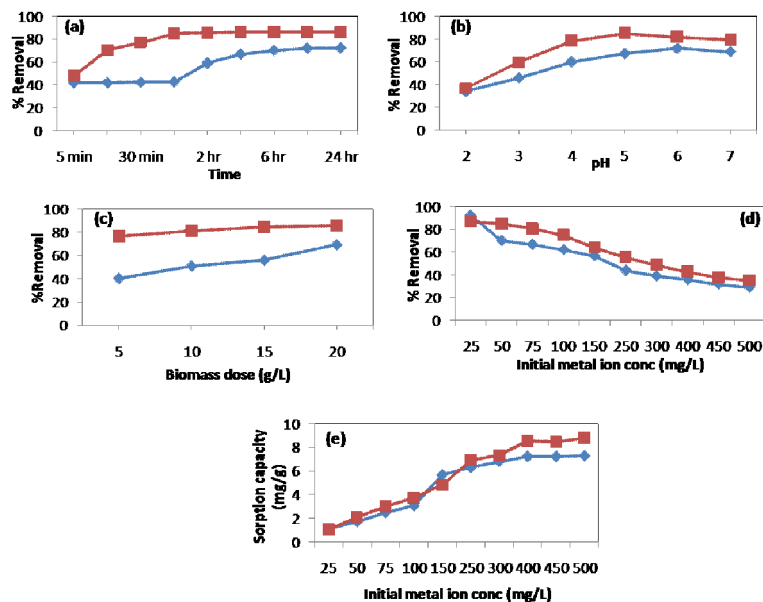 (a)
% Removal
100
80
60
40
20
0
5 min 30 min 2 hr 6 hr 24 hr
Time
(b)
% Removal
100
80
60
40
20
0
2 3 4 5 6 7
pH
(c)
%Removal
100
80
60
40
20
0
5 10 15 20
Biomass dose (g/L)
(d)
% Removal
100
80
60
40
20
0
25 50 75 100 150 250 300 400 450 500
Initial metal ion conc (mg/L)
(e)
Sorption capacity
(mg/g)
10
8
6
4
2
0
25 50 75 100 150 250 300 400 450 500
Initial metal ion conc (mg/L)